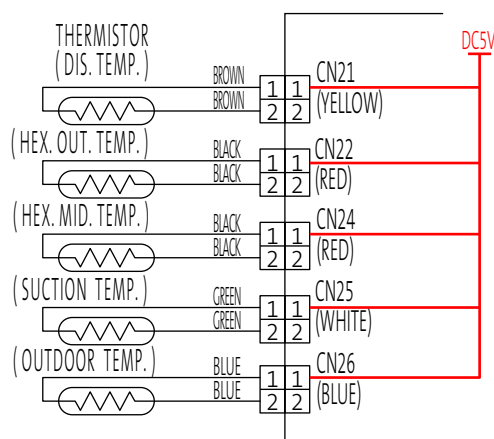 THERMISTOR
( DIS. TEMP. )
BROWN
BROWN
1 1
2 2
CN21
(YELLOW)
DC5V
( HEX. OUT. TEMP. )
BLACK
BLACK
1 1
2 2
CN22
(RED)
( HEX. MID. TEMP. )
BLACK
BLACK
1 1
2 2
CN24
(RED)
( SUCTION TEMP. )
GREEN
GREEN
1 1
2 2
CN25
(WHITE)
( OUTDOOR TEMP. )
BLUE
BLUE
1 1
2 2
CN26
(BLUE)